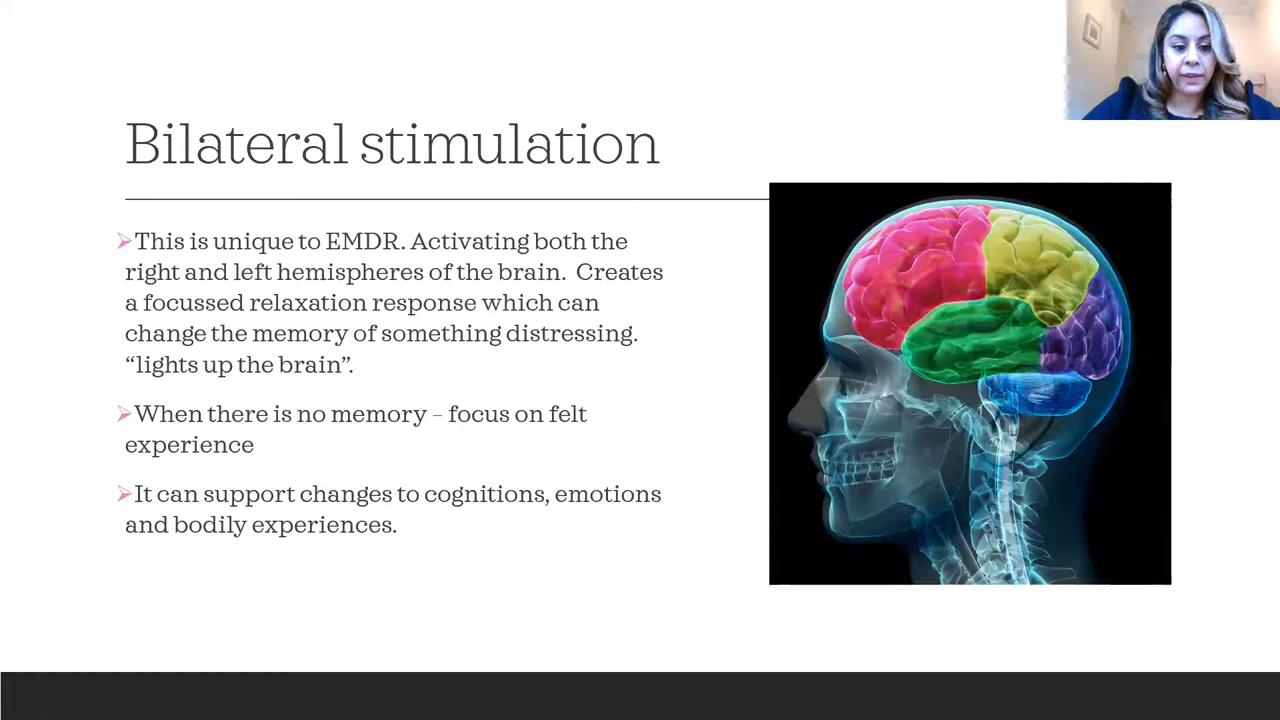 Bilateral stimulation
This is unique to EMDR. Activating both the
right and left hemispheres of the brain.  Creates
a focussed relaxation response which can
change the memory of something distressing.
“lights up the brain”.
When there is no memory – focus on felt
experience
It can support changes to cognitions, emotions
and bodily experiences.